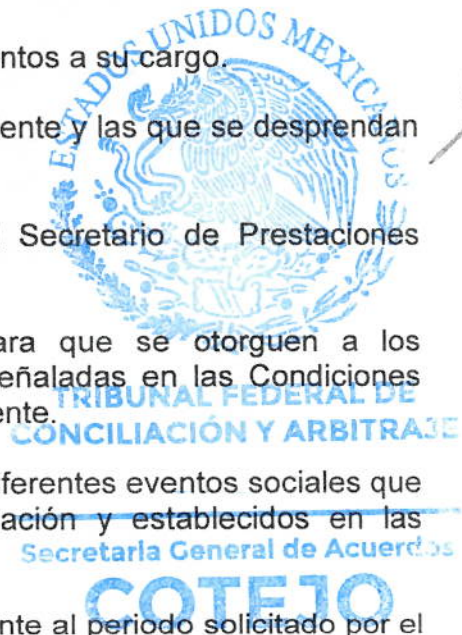 ntos a su cargo.
ente y las que se desprendan
Secretario de Prestaciones
ara que se otorguen a los
eñaladas en las Condiciones
ente.
iferentes eventos sociales que
ación y establecidos en las
nte al periodo solicitado por el
ESTADOS UNIDOS MEXICANOS
TRIBUNAL FEDERAL DE
CONCILIACIÓN Y ARBITRAJE
Secretaría General de Acuerdos
COTEJO